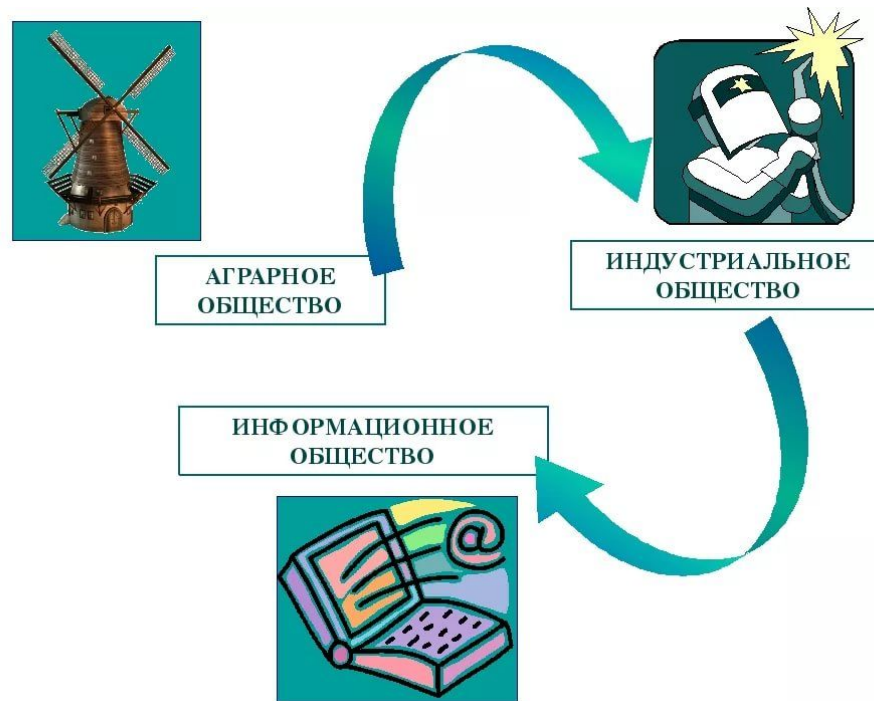 АГРАРНОЕ
ОБЩЕСТВО
ИНДУСТРИАЛЬНОЕ
ОБЩЕСТВО
ИНФОРМАЦИОННОЕ
ОБЩЕСТВО
@